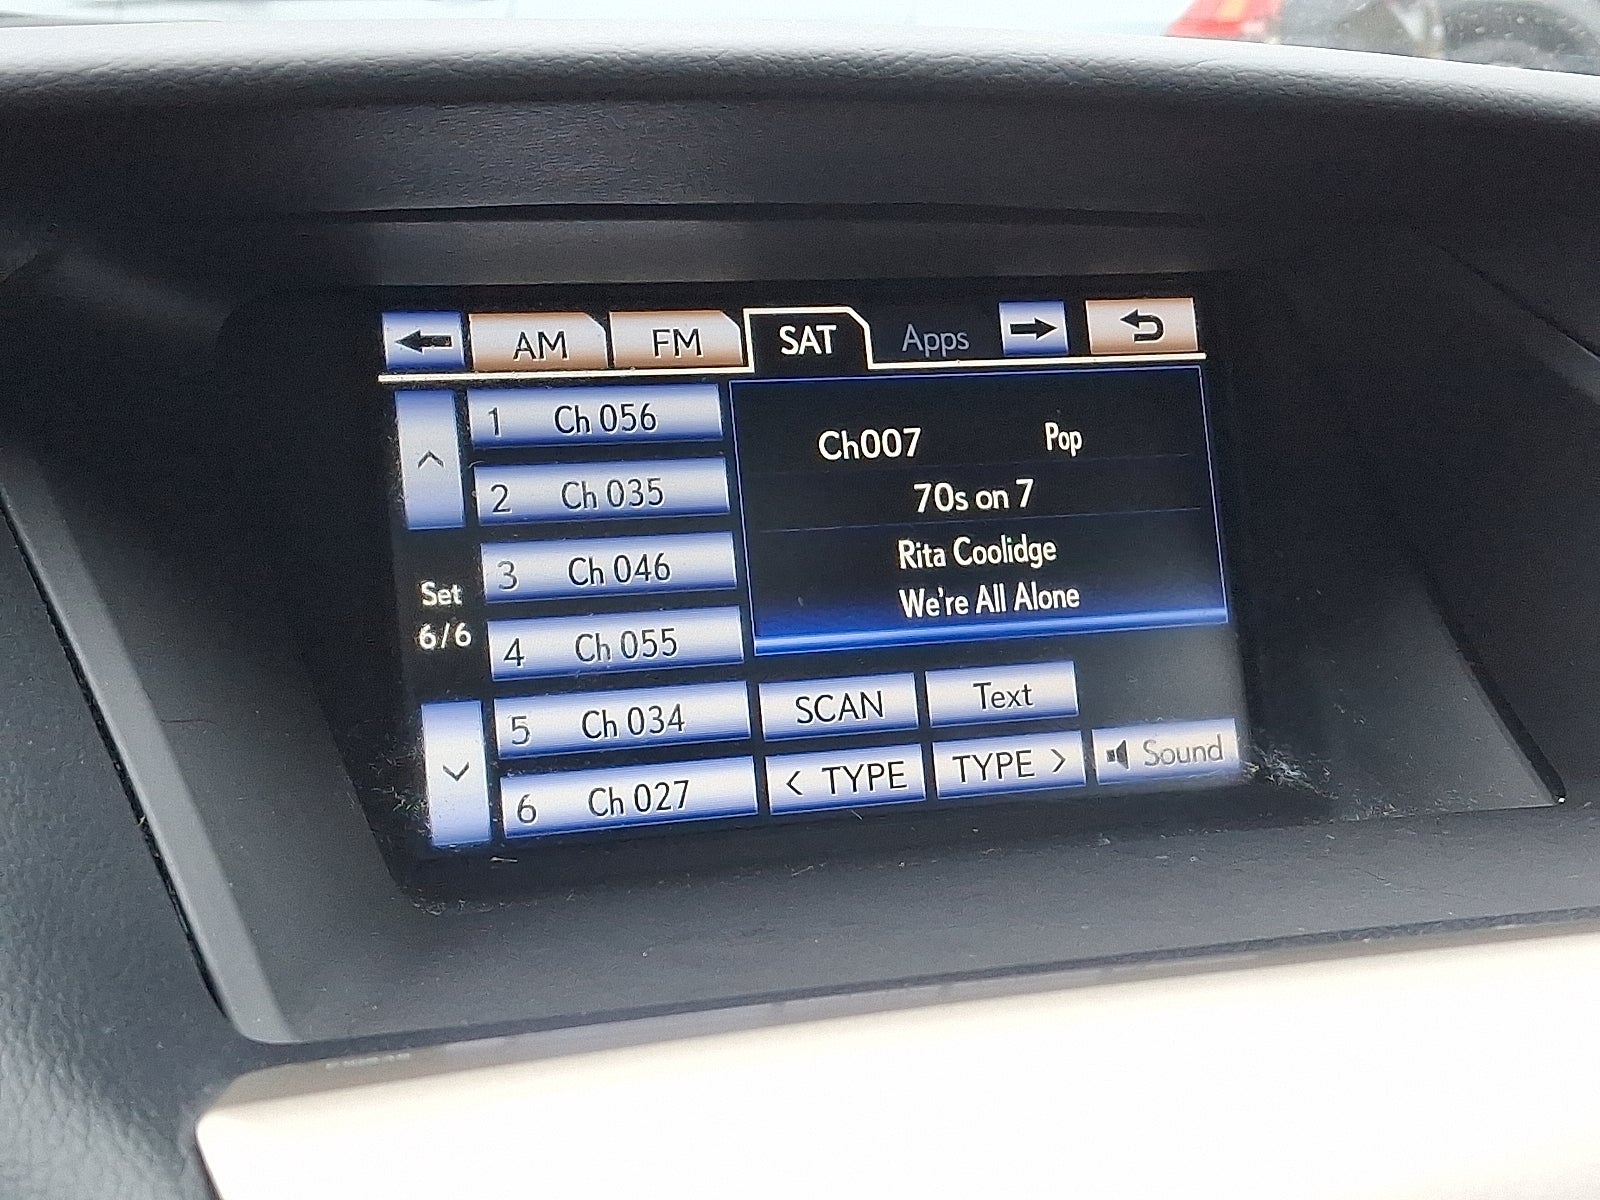 AM FM SAT Apps
1 Ch 056
2 Ch 035
3 Ch 046
4 Ch 055
5 Ch 034
6 Ch 027
Set
6/6
Ch007 Pop
70s on 7
Rita Coolidge
We're All Alone
SCAN Text
< TYPE TYPE > Sound